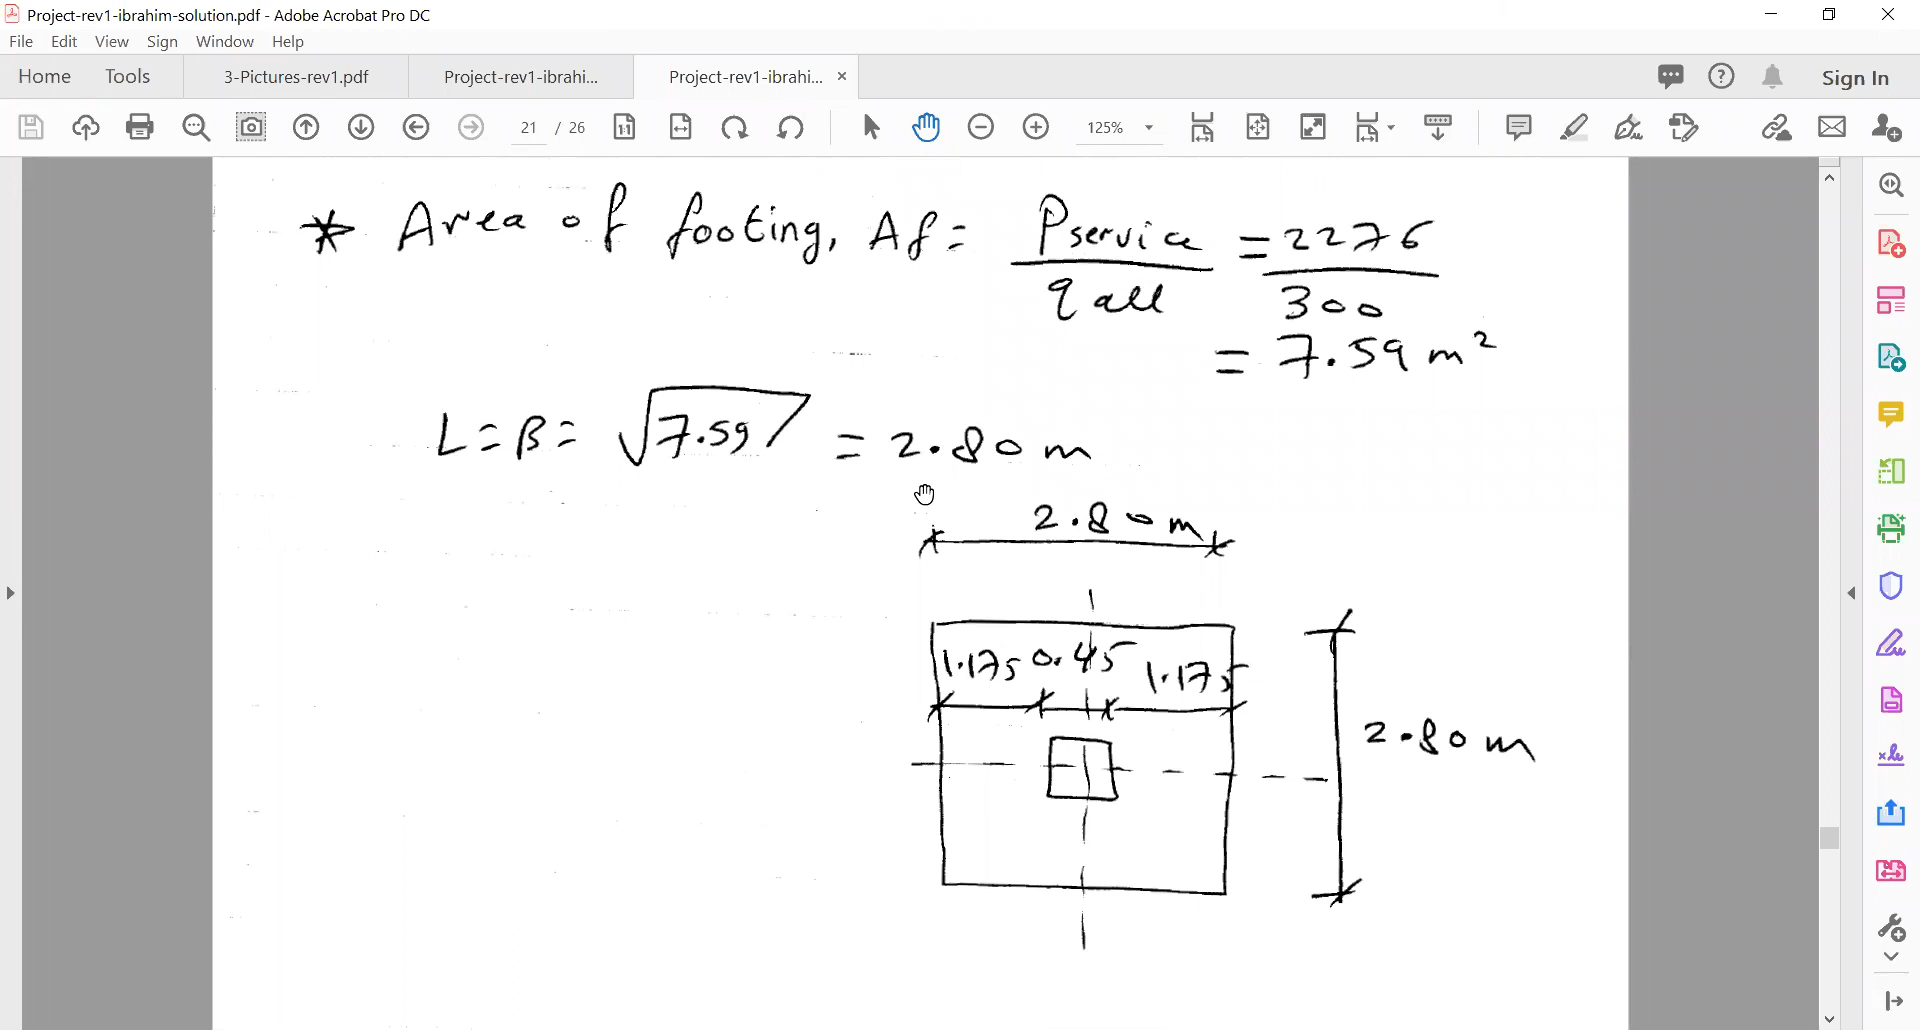 Project-rev1-ibrahim-solution.pdf - Adobe Acrobat Pro DC
File Edit View Sign Window Help
Home Tools 3-Pictures-rev1.pdf Project-rev1-ibrahi... Project-rev1-ibrahi... × Sign In
21 / 26 125%
* Area of footing, Af = Pservice = 2276
q all 300
= 7.59 m²
L = B = √7.59 = 2.80 m
2.80 m
1.175 0.45 1.175
2.80 m